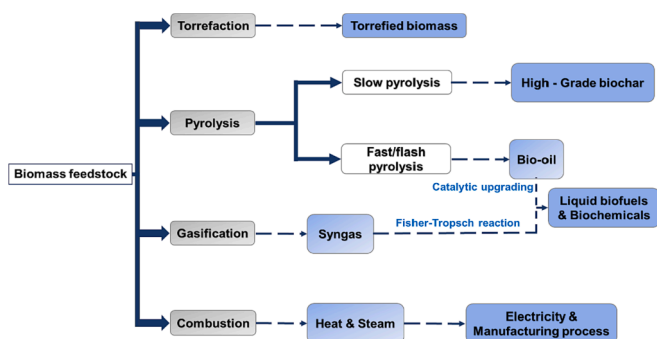 Torrefaction
Torrefied biomass
Slow pyrolysis
High - Grade biochar
Pyrolysis
Fast/flash
pyrolysis
Bio-oil
Biomass feedstock
Catalytic upgrading
Liquid biofuels
& Biochemicals
Fisher-Tropsch reaction
Gasification
Syngas
Combustion
Heat & Steam
Electricity &
Manufacturing process